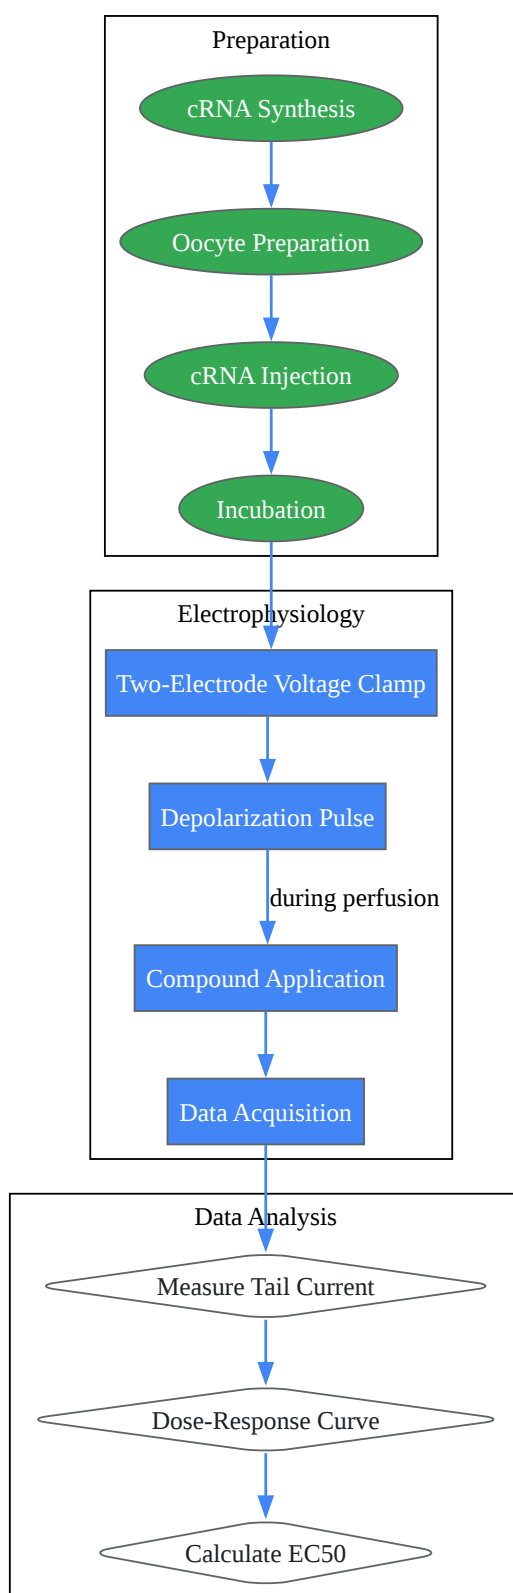 Preparation
cRNA Synthesis
Oocyte Preparation
cRNA Injection
Incubation
Electrophysiology
Two-Electrode Voltage Clamp
Depolarization Pulse
during perfusion
Compound Application
Data Acquisition
Data Analysis
Measure Tail Current
Dose-Response Curve
Calculate EC50